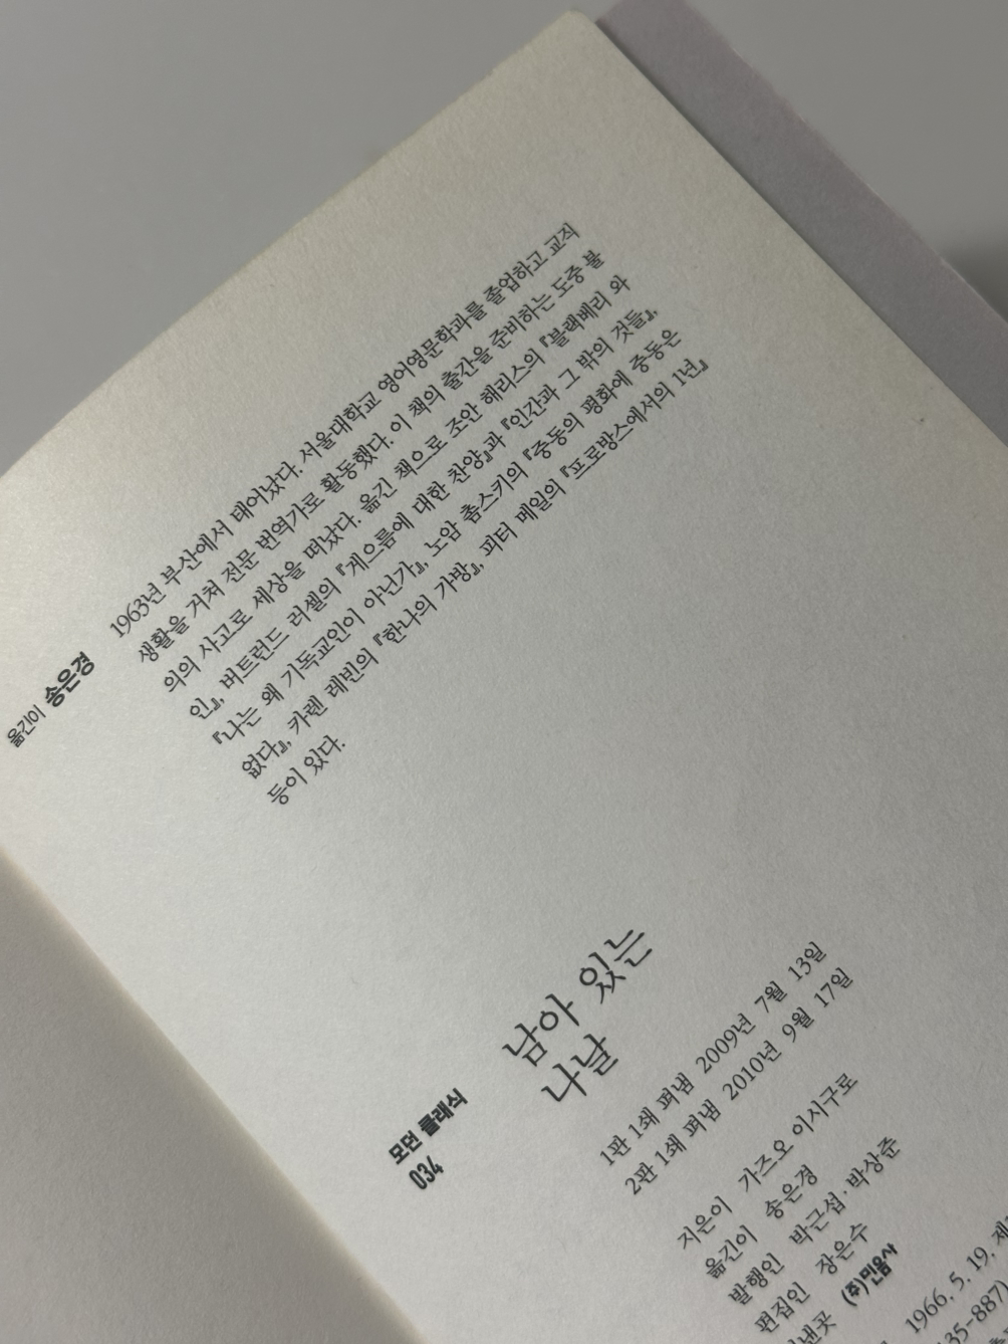 옮긴이 송은경
1963년 부산에서 태어났다. 서울대학교 영어영문학과를 졸업하고 교직
생활을 거쳐 전문 번역가로 활동했다. 이 책의 출간을 준비하는 도중 불
의의 사고로 세상을 떠났다. 옮긴 책으로 조안 해리스의 『블랙베리 와
인』, 버트런드 러셀의 『게으름에 대한 찬양』과 『인간과 그 밖의 것들』,
『나는 왜 기독교인이 아닌가』, 노암 촘스키의 『중동의 평화에 중동은
없다』, 카렌 레빈의 『한나의 가방』, 피터 메일의 『프로방스에서의 1년』
등이 있다.
모던 클래식
034
남아 있는
나날
1판 1쇄 펴냄 2009년 7월 13일
2판 1쇄 펴냄 2010년 9월 17일
지은이 가즈오 이시구로
옮긴이 송은경
발행인 박근섭·박상준
편집인 장은수
낸곳 (주)민음사
1966. 5. 19.
35-887)